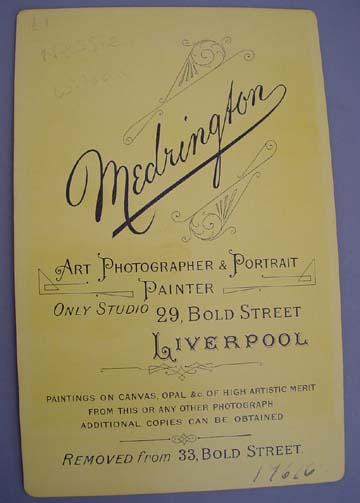 £1
Medrington
ART PHOTOGRAPHER & PORTRAIT
PAINTER
ONLY STUDIO 29, BOLD STREET
LIVERPOOL
PAINTINGS ON CANVAS, OPAL &c. OF HIGH ARTISTIC MERIT
FROM THIS OR ANY OTHER PHOTOGRAPH
ADDITIONAL COPIES CAN BE OBTAINED
REMOVED from 33, BOLD STREET.